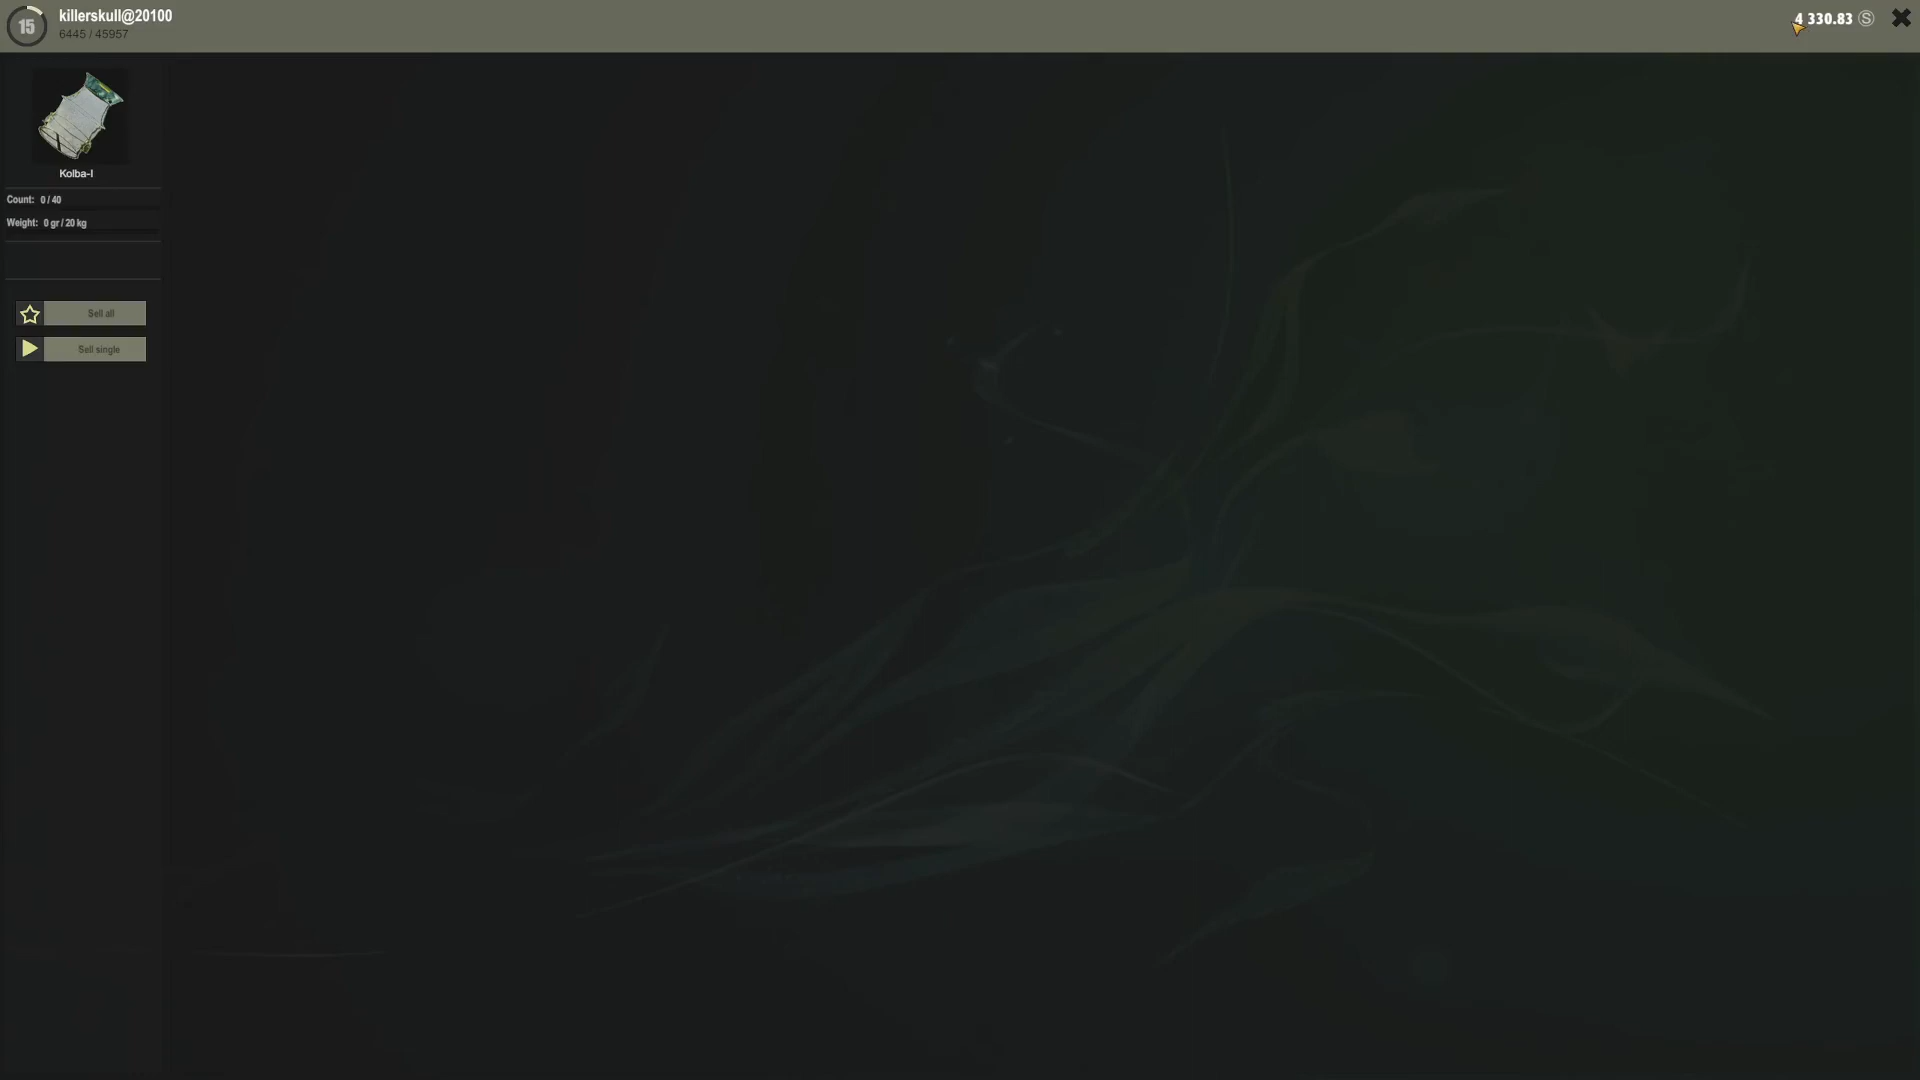 15
killerskull@20100
6445 / 45957
4 330.83 S
Kolba-I
Count: 0 / 40
Weight: 0 gr / 20 kg
Sell all
Sell single